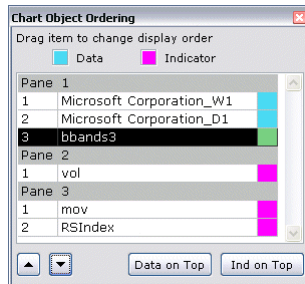 Chart Object Ordering
Drag item to change display order
Data Indicator
Pane 1
1 Microsoft Corporation_W1
2 Microsoft Corporation_D1
3 bbands3
Pane 2
1 vol
Pane 3
1 mov
2 RSIndex
Data on Top Ind on Top